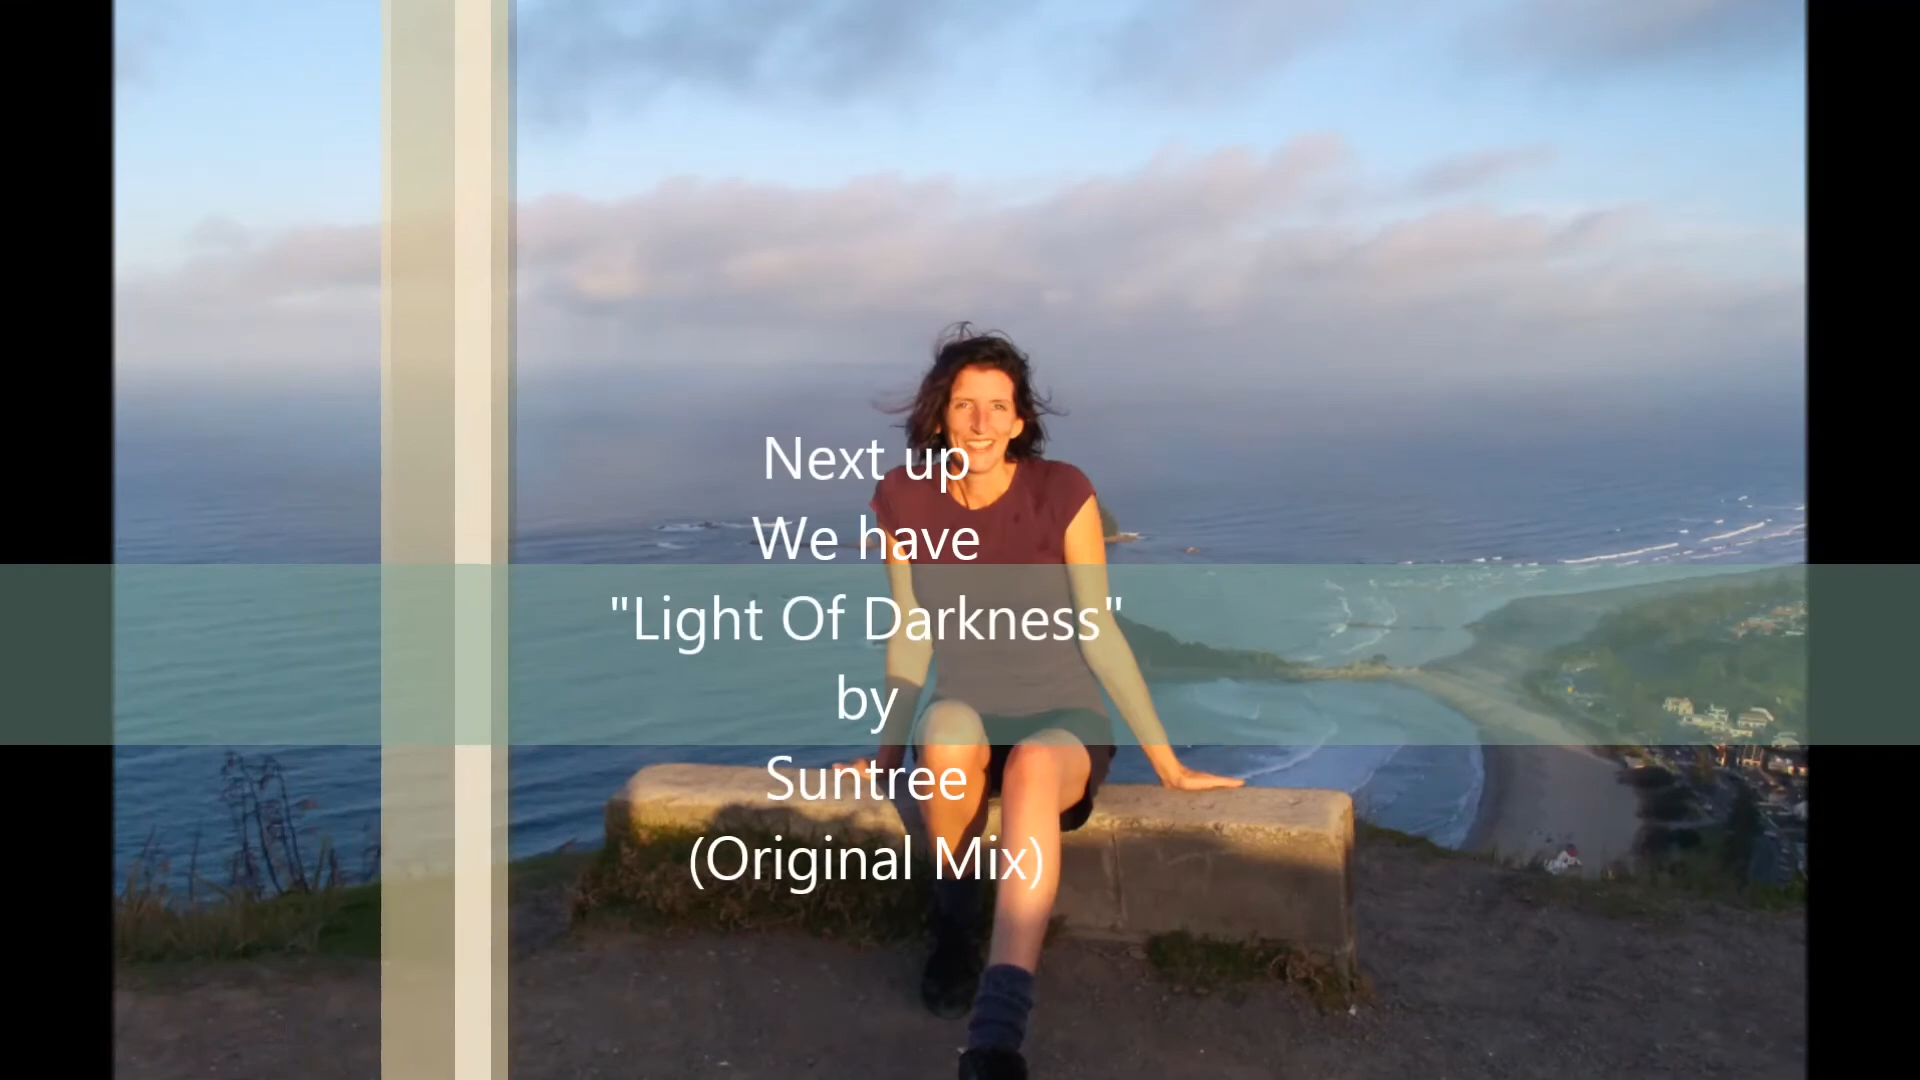 Next up
We have
"Light Of Darkness"
by
Suntree
(Original Mix)